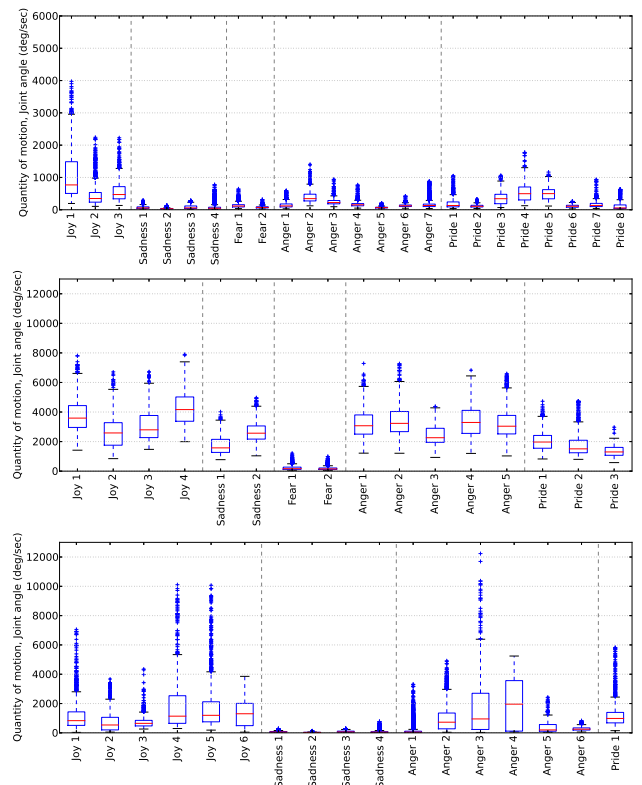 Quantity of motion, Joint angle (deg/sec)
6000
5000
4000
3000
2000
1000
0
Joy 1
Joy 2
Joy 3
Sadness 1
Sadness 2
Sadness 3
Sadness 4
Fear 1
Fear 2
Anger 1
Anger 2
Anger 3
Anger 4
Anger 5
Anger 6
Anger 7
Pride 1
Pride 2
Pride 3
Pride 4
Pride 5
Pride 6
Pride 7
Pride 8
Quantity of motion, Joint angle (deg/sec)
12000
10000
8000
6000
4000
2000
0
Joy 1
Joy 2
Joy 3
Joy 4
Sadness 1
Sadness 2
Fear 1
Fear 2
Anger 1
Anger 2
Anger 3
Anger 4
Anger 5
Pride 1
Pride 2
Pride 3
Quantity of motion, Joint angle (deg/sec)
12000
10000
8000
6000
4000
2000
0
Joy 1
Joy 2
Joy 3
Joy 4
Joy 5
Joy 6
Sadness 1
Sadness 2
Sadness 3
Sadness 4
Anger 1
Anger 2
Anger 3
Anger 4
Anger 5
Anger 6
Pride 1